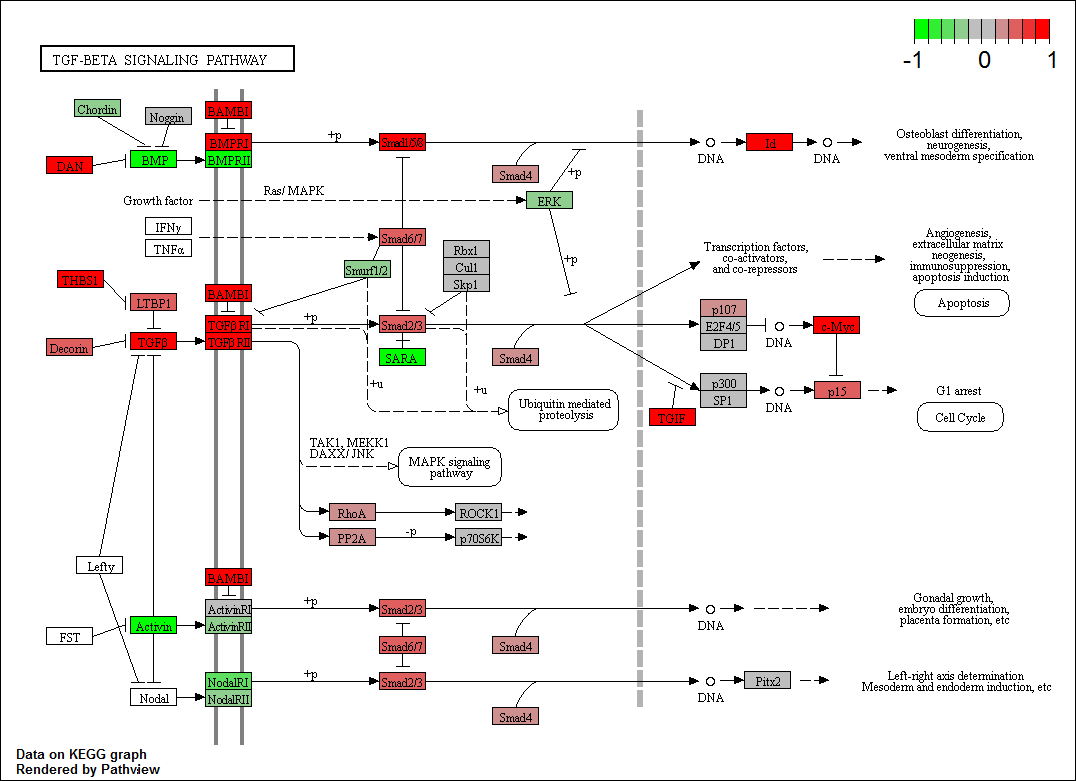 -1 0 1
TGF-BETA SIGNALING PATHWAY
Chordin
Noggin
BAMBI
DAN
BMP
BMPRI
BMPRII
+p
Smad1/5/8
Smad4
DNA
Id
DNA
Osteoblast differentiation,
neurogenesis,
ventral mesoderm specification
Growth factor
Ras/ MAPK
ERK
+p
+p
IFNγ
TNFα
Smad6/7
Smurf1/2
Rbx1
Cul1
Skp1
Transcription factors,
co-activators,
and co-repressors
Angiogenesis,
extracellular matrix
neogenesis,
immunosuppression,
apoptosis induction
Apoptosis
THBS1
LTBP1
BAMBI
Decorin
TGFβ
TGFβ RI
TGFβ RII
+p
Smad2/3
SARA
Smad4
p107
E2F4/5
DP1
DNA
c-Myc
p300
SP1
DNA
p15
G1 arrest
Cell Cycle
TGIF
+u
+u
Ubiquitin mediated
proteolysis
TAK1, MEKK1
DAXX/ JNK
MAPK signaling
pathway
RhoA
ROCK1
PP2A
-p
p70S6K
Lefty
BAMBI
FST
Activin
ActivinRI
ActivinRII
+p
Smad2/3
Smad6/7
Smad4
DNA
Gonadal growth,
embryo differentiation,
placenta formation, etc
Nodal
NodalRI
NodalRII
+p
Smad2/3
Smad4
DNA
Pitx2
Left-right axis determination
Mesoderm and endoderm induction, etc
Data on KEGG graph
Rendered by Pathview